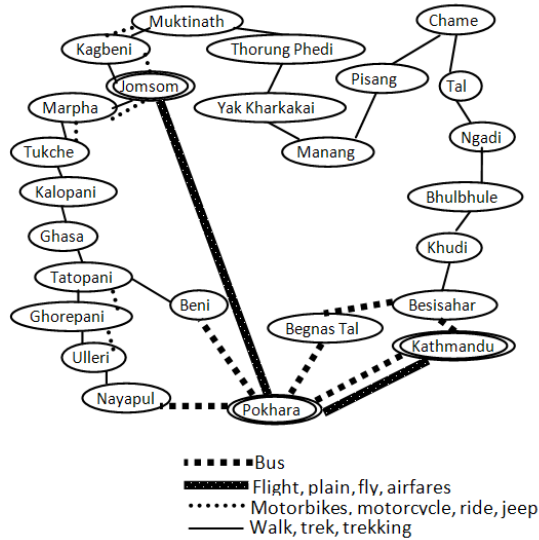 Muktinath
Chame
Kagbeni
Thorung Phedi
Jomsom
Pisang
Tal
Marpha
Yak Kharkakai
Ngadi
Tukche
Manang
Kalopani
Bhulbhule
Ghasa
Khudi
Tatopani
Beni
Besisahar
Ghorepani
Begnas Tal
Kathmandu
Ulleri
Nayapul
Pokhara
Bus
Flight, plain, fly, airfares
Motorbikes, motorcycle, ride, jeep
Walk, trek, trekking